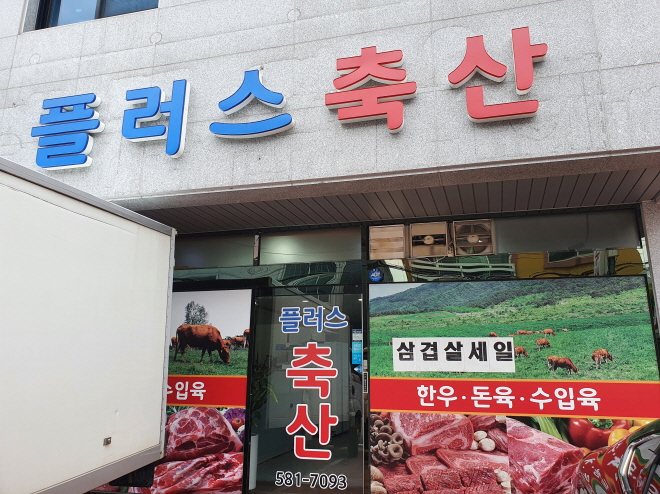 플러스축산
플러스
축산
581-7093
수입육
삼겹살세일
한우·돈육·수입육